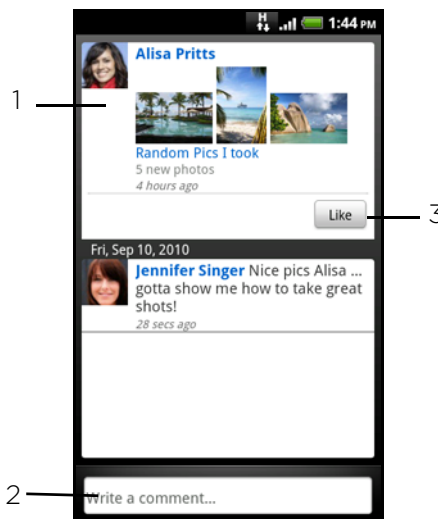 H 1:44 PM
Alisa Pritts
1
Random Pics I took
5 new photos
4 hours ago
Like
3
Fri, Sep 10, 2010
Jennifer Singer Nice pics Alisa ...
gotta show me how to take great
shots!
28 secs ago
2
Write a comment...